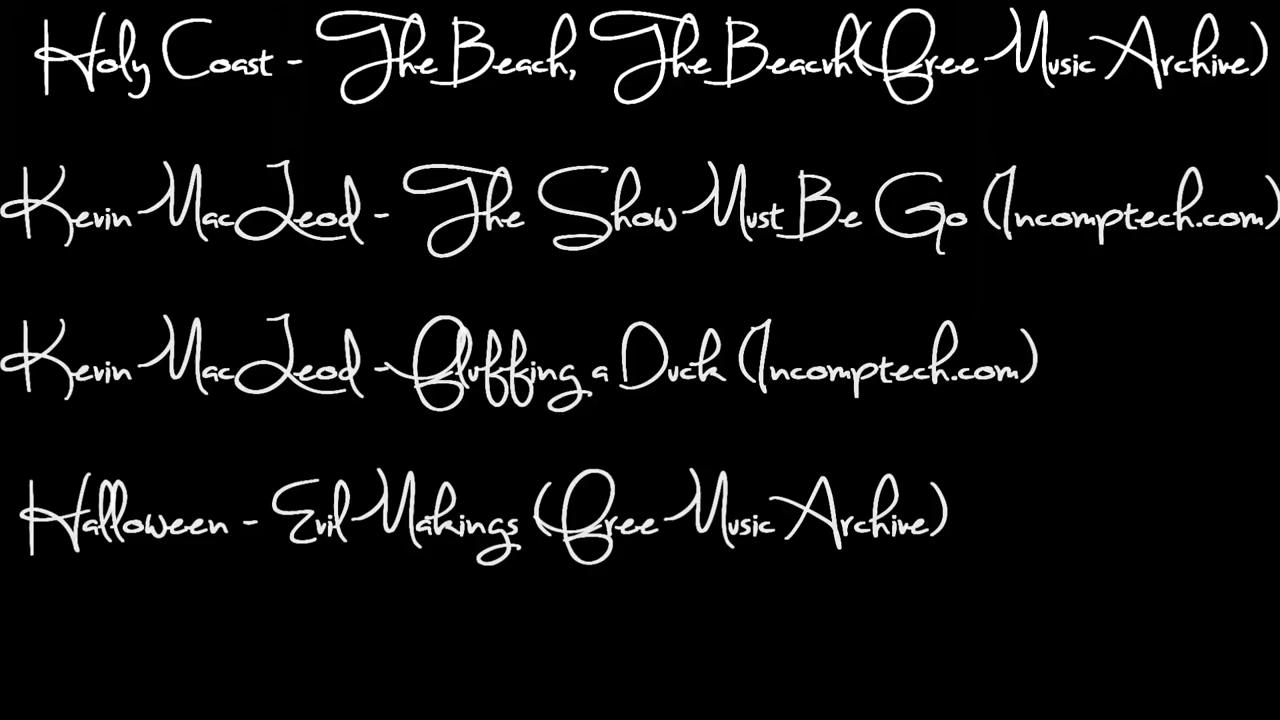 Holy Coast - The Beach, The Beacvh(Free Music Archive)
Kevin MacLeod - The Show Must Be Go (Incomptech.com)
Kevin MacLeod - Fluffing a Duck (Incomptech.com)
Halloween - Evil Makings (Free Music Archive)